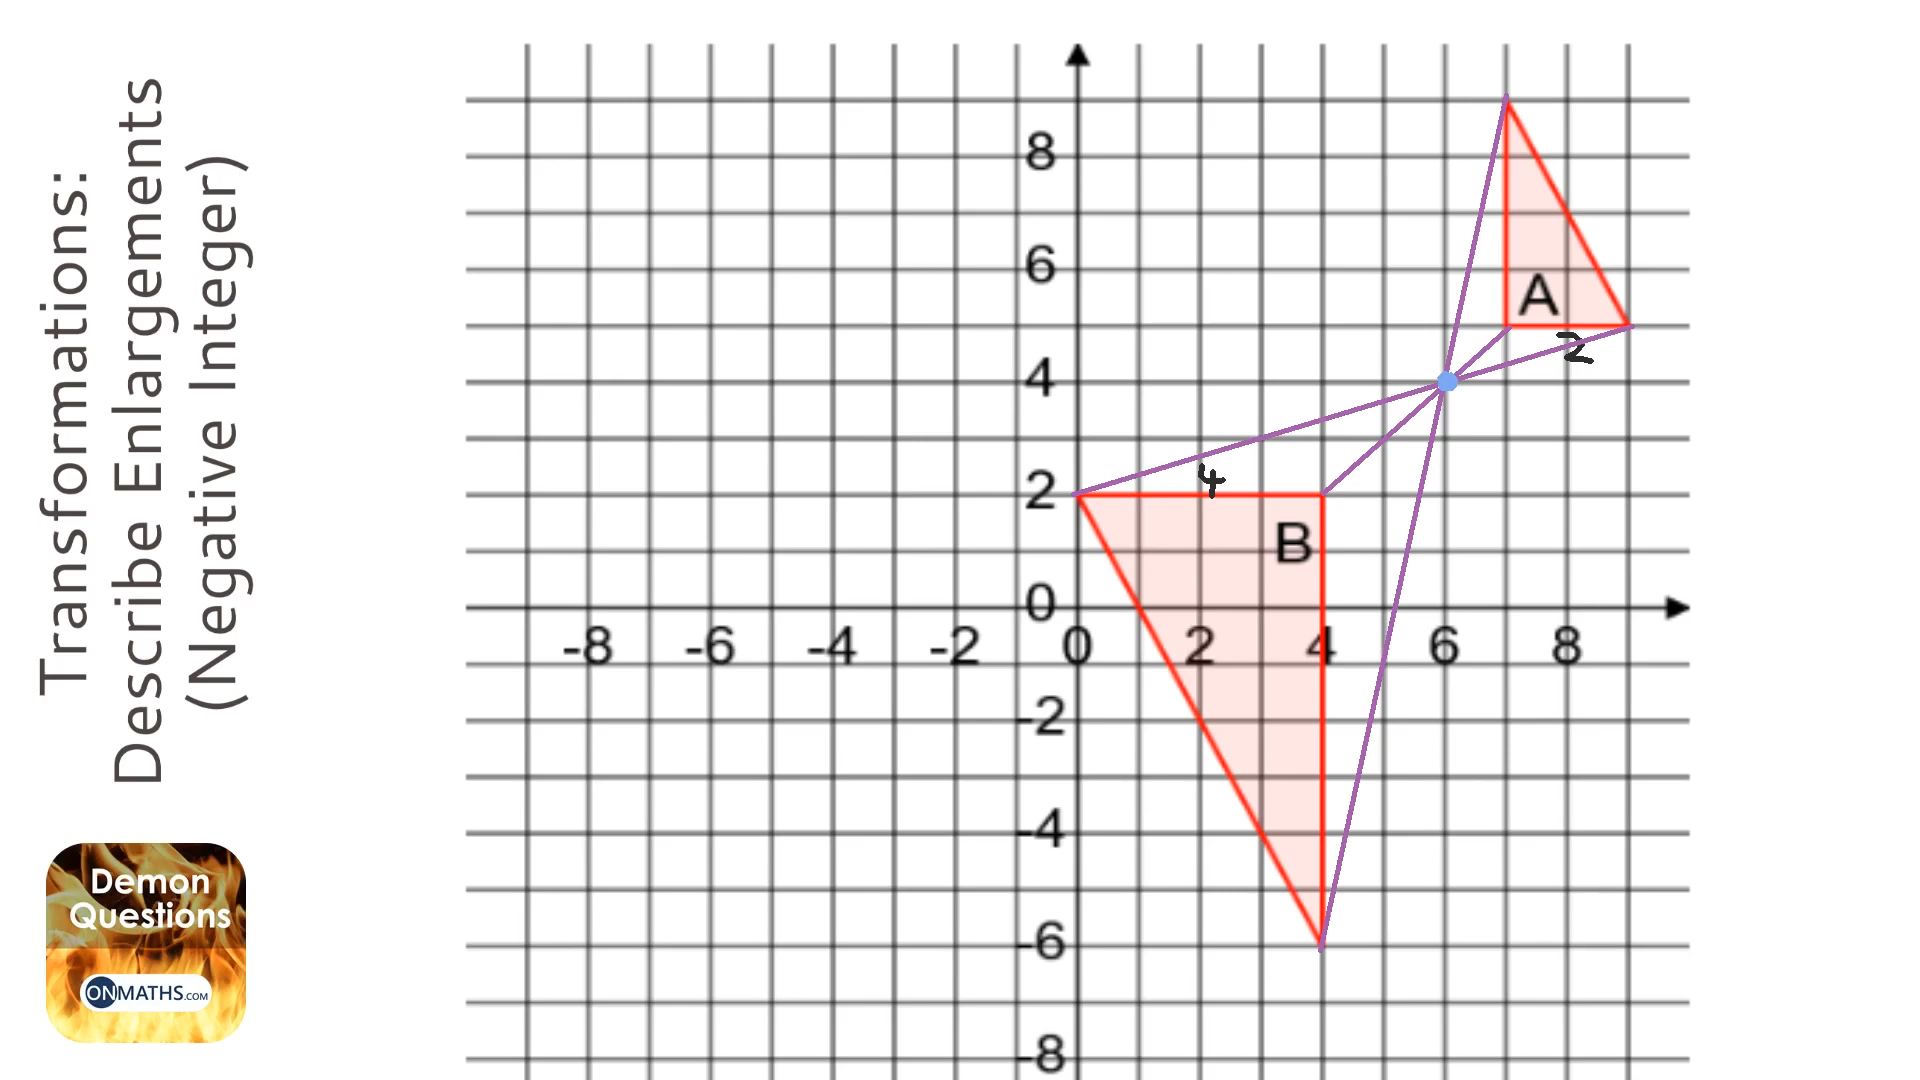 Transformations:
Describe Enlargements
(Negative Integer)
Demon
Questions
ONMATHS.COM
8
6
4
2
0
-2
-4
-6
-8
-8 -6 -4 -2 0 2 4 6 8
A
2
4
B